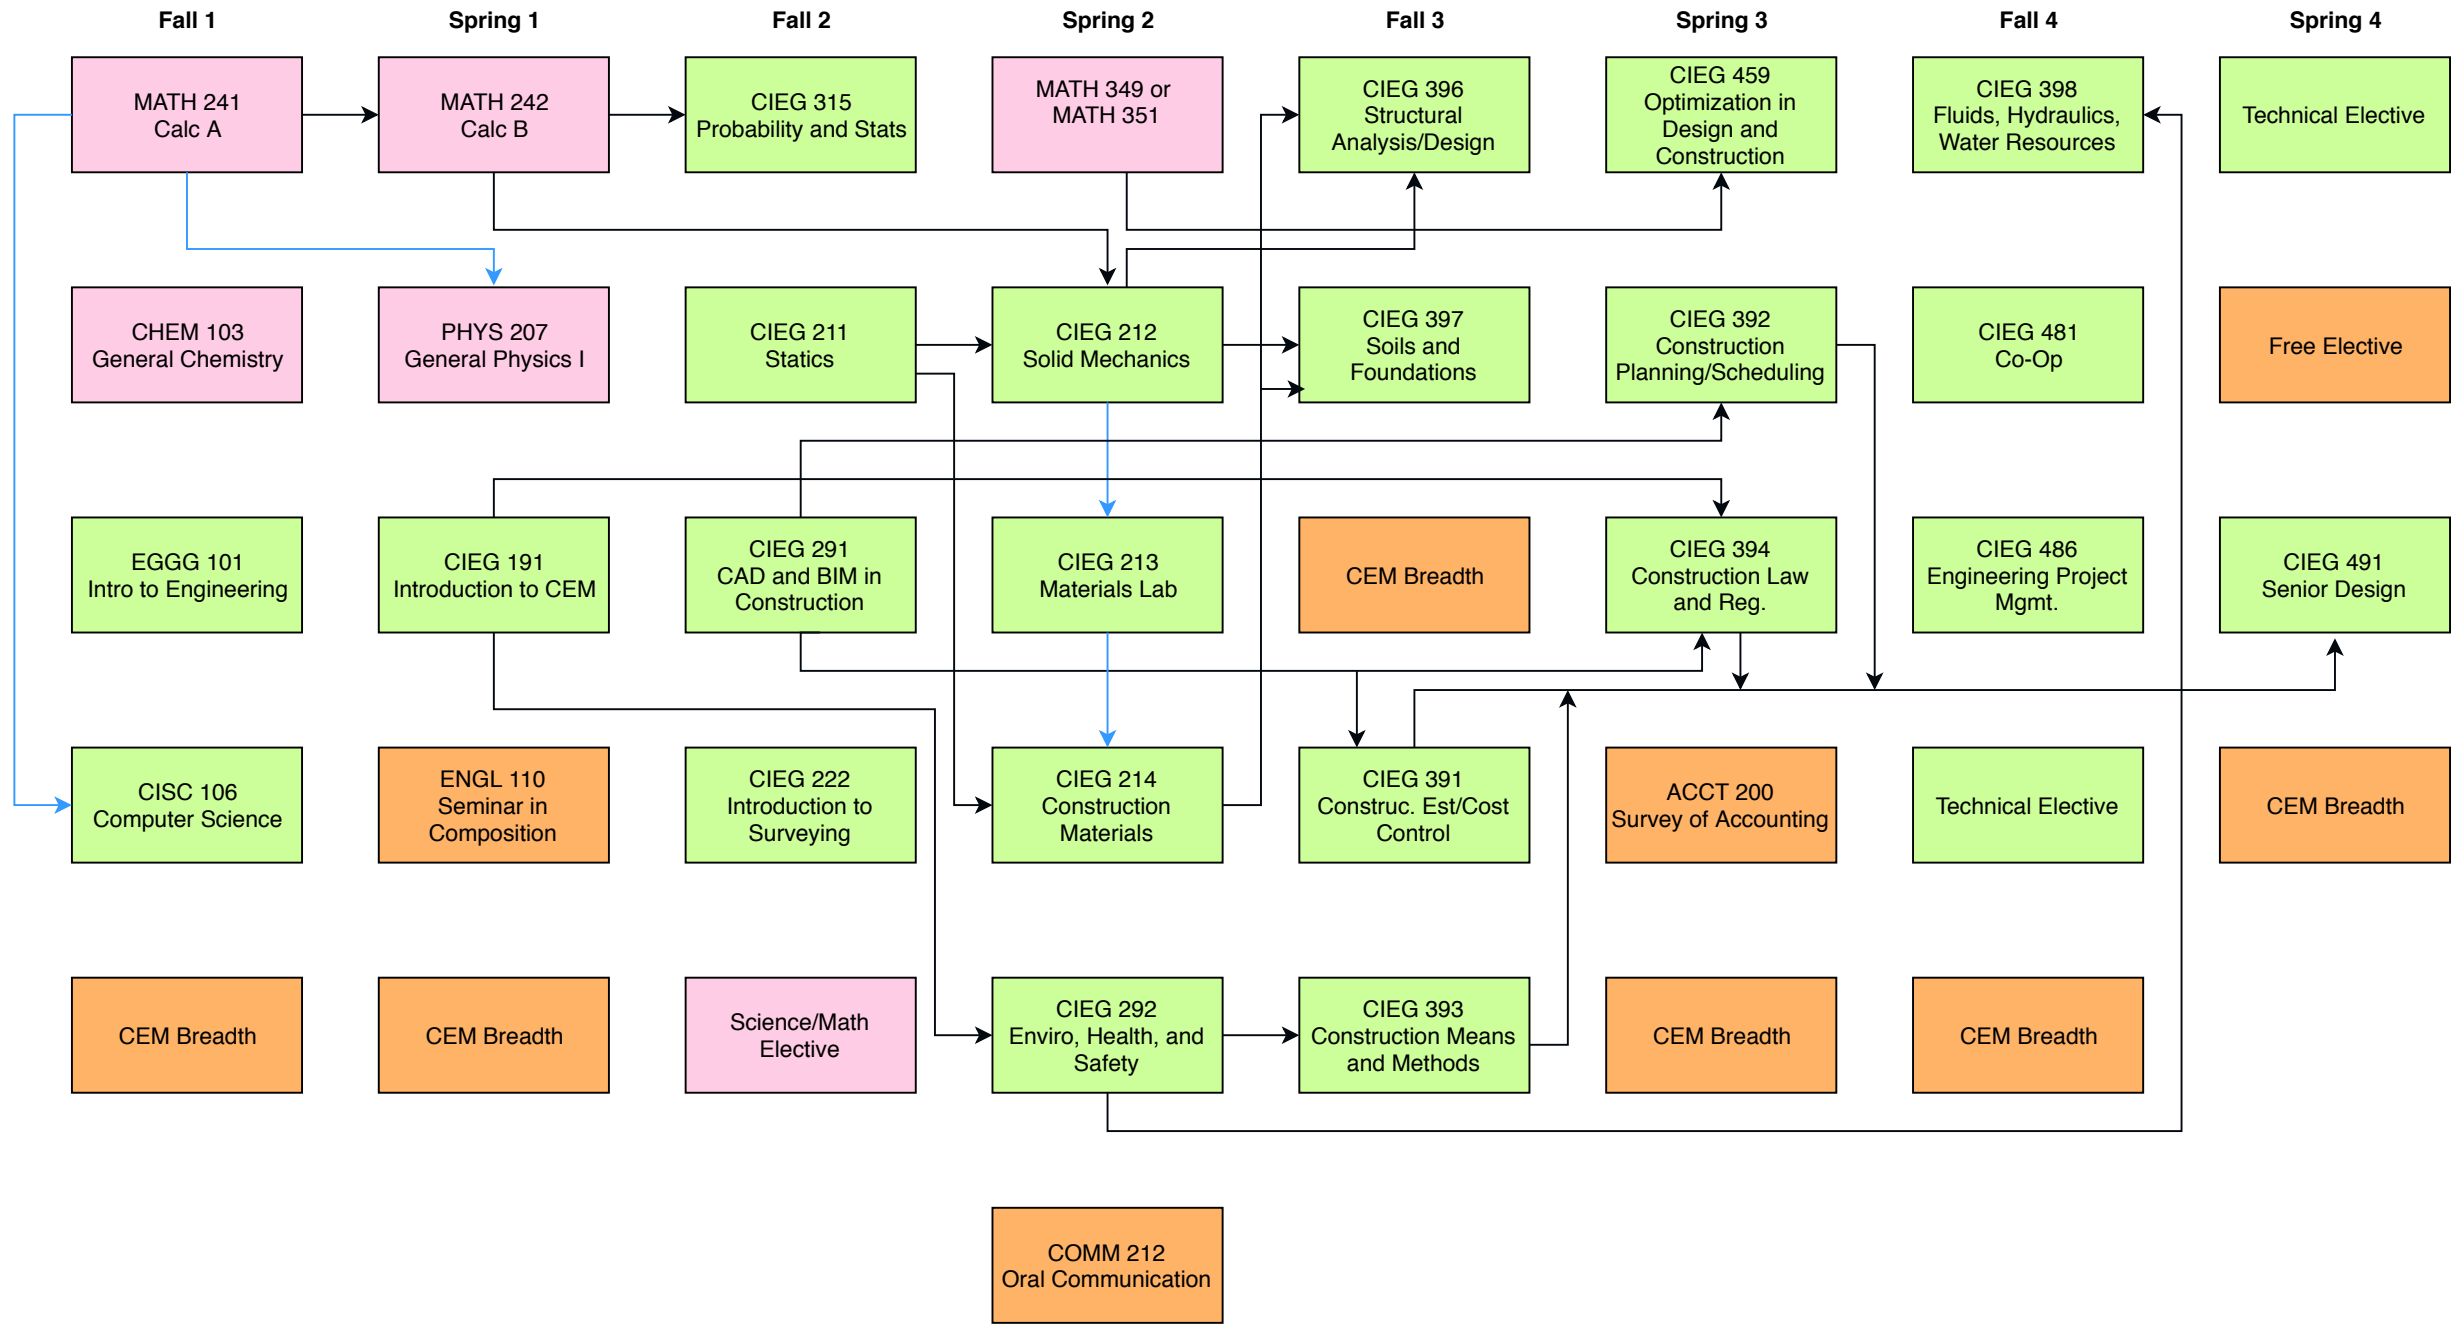 Fall 1
Spring 1
Fall 2
Spring 2
Fall 3
Spring 3
Fall 4
Spring 4
MATH 241
Calc A
MATH 242
Calc B
CIEG 315
Probability and Stats
MATH 349 or
MATH 351
CIEG 396
Structural
Analysis/Design
CIEG 459
Optimization in
Design and
Construction
CIEG 398
Fluids, Hydraulics,
Water Resources
Technical Elective
CHEM 103
General Chemistry
PHYS 207
General Physics I
CIEG 211
Statics
CIEG 212
Solid Mechanics
CIEG 397
Soils and
Foundations
CIEG 392
Construction
Planning/Scheduling
CIEG 481
Co-Op
Free Elective
EGGG 101
Intro to Engineering
CIEG 191
Introduction to CEM
CIEG 291
CAD and BIM in
Construction
CIEG 213
Materials Lab
CEM Breadth
CIEG 394
Construction Law
and Reg.
CIEG 486
Engineering Project
Mgmt.
CIEG 491
Senior Design
CISC 106
Computer Science
ENGL 110
Seminar in
Composition
CIEG 222
Introduction to
Surveying
CIEG 214
Construction
Materials
CIEG 391
Construc. Est/Cost
Control
ACCT 200
Survey of Accounting
Technical Elective
CEM Breadth
CEM Breadth
CEM Breadth
Science/Math
Elective
CIEG 292
Enviro, Health, and
Safety
CIEG 393
Construction Means
and Methods
CEM Breadth
CEM Breadth
COMM 212
Oral Communication